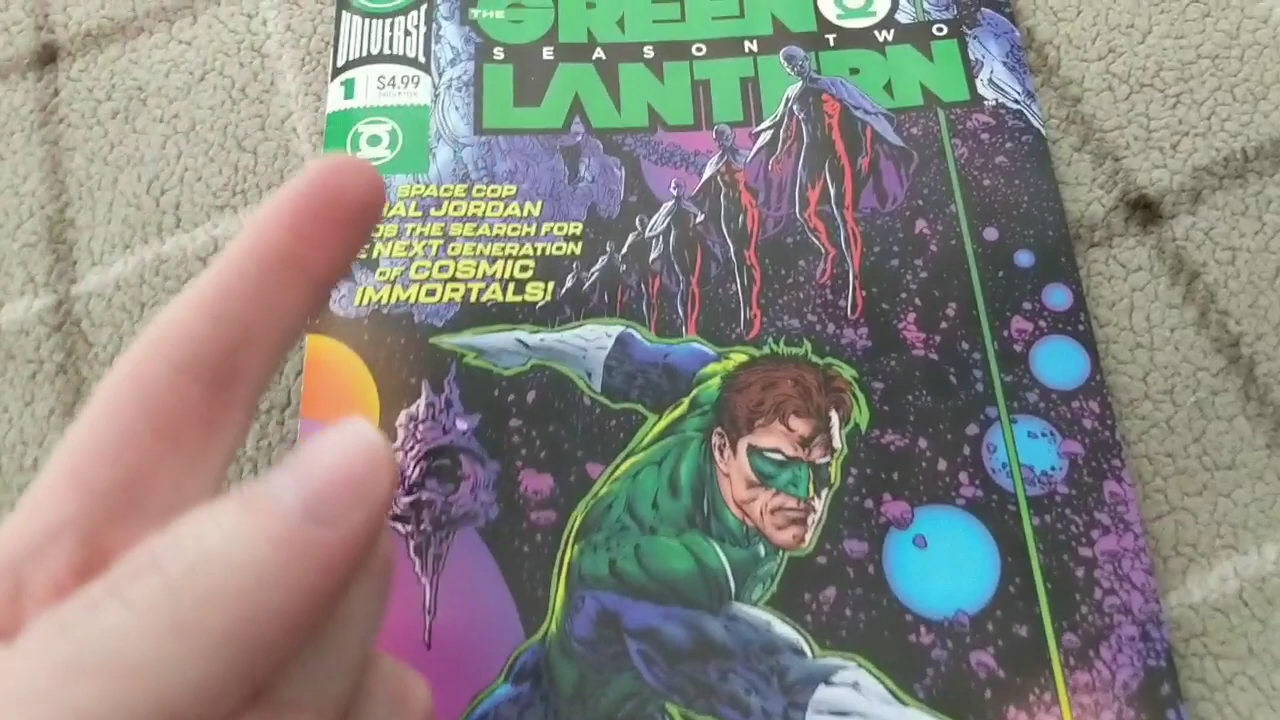 UNIVERSE
1 $4.99
THE GREEN
SEASON TWO
LANTERN
SPACE COP
HAL JORDAN
THE SEARCH FOR
NEXT GENERATION
OF COSMIC
IMMORTALS!